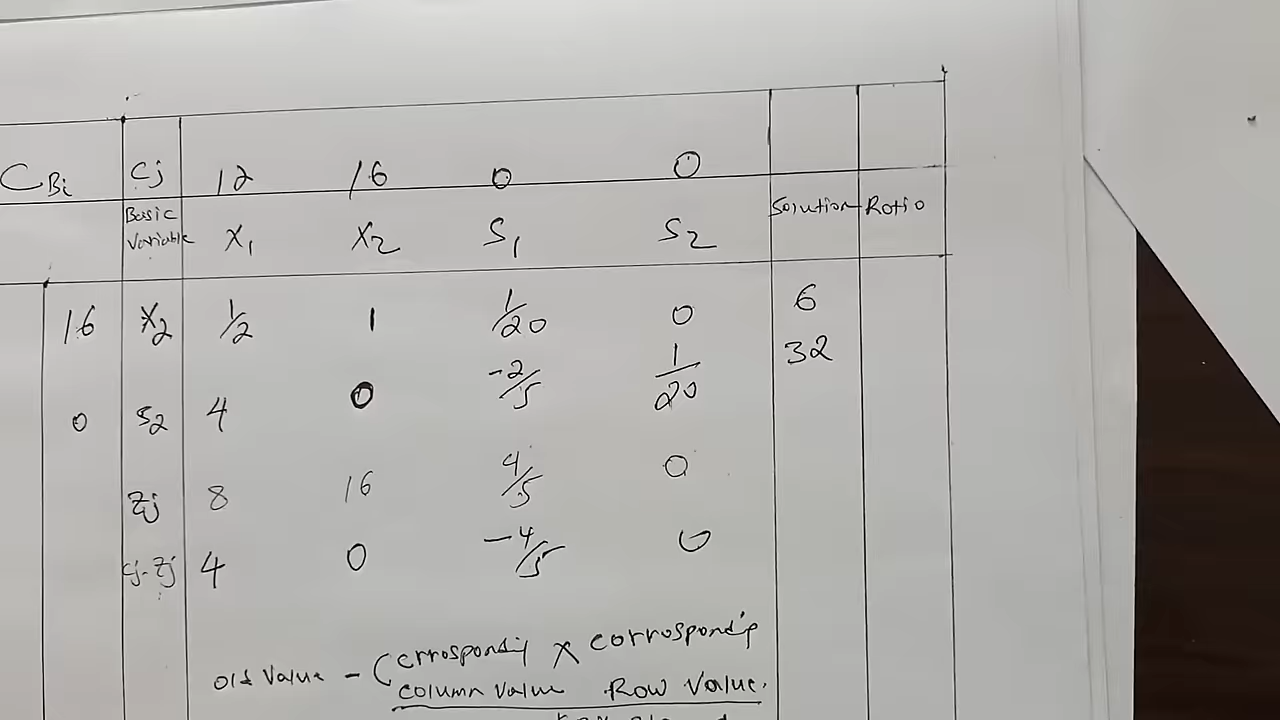 CBi Cj 12 16 0 0
Basic Variable X1 X2 S1 S2 Solution Ratio
16 X2 1/2 1 1/20 0 6
0 S2 4 0 -2/5 1/20 32
Zj 8 16 4/5 0
Cj-Zj 4 0 -4/5 0
Old Value - (Corrospondip X corrospondip
column value Row value.